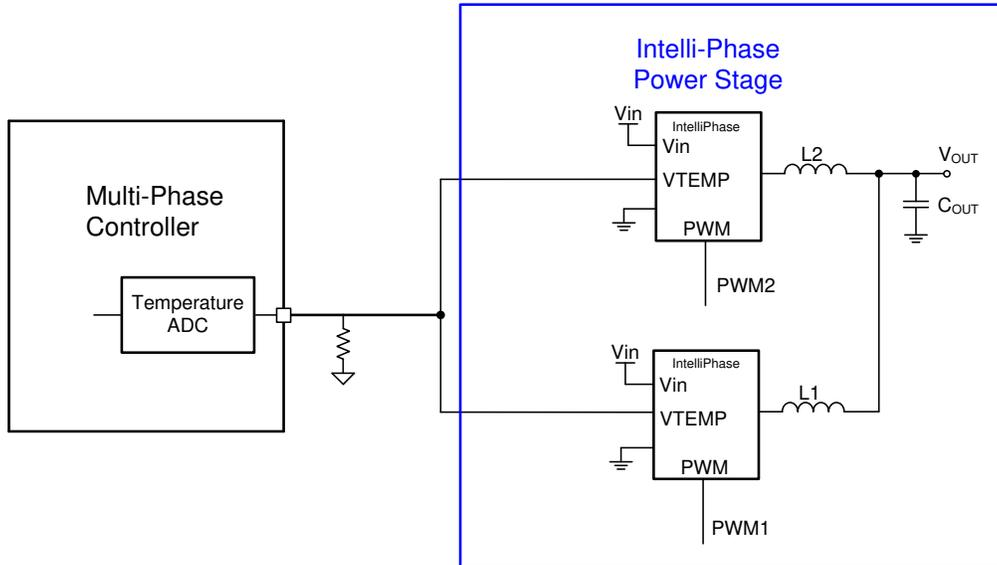 Intelli-Phase
Power Stage
Vin
IntelliPhase
Vin
VTEMP
PWM
PWM2
L2
VOUT
COUT
Multi-Phase
Controller
Temperature
ADC
Vin
IntelliPhase
Vin
VTEMP
PWM
PWM1
L1